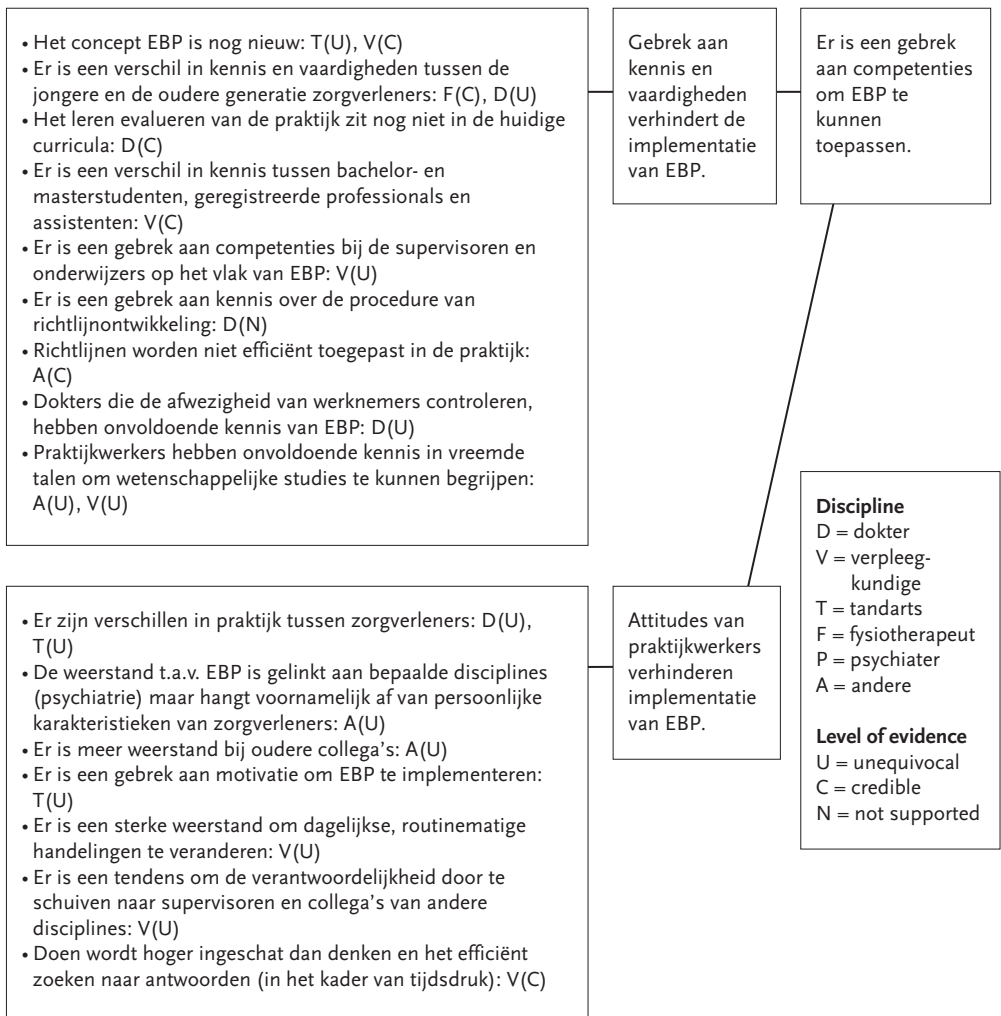 • Het concept EBP is nog nieuw: T(U), V(C)
• Er is een verschil in kennis en vaardigheden tussen de
jongere en de oudere generatie zorgverleners: F(C), D(U)
• Het leren evalueren van de praktijk zit nog niet in de huidige
curricula: D(C)
• Er is een verschil in kennis tussen bachelor- en
masterstudenten, geregistreerde professionals en
assistenten: V(C)
• Er is een gebrek aan competenties bij de supervisoren en
onderwijzers op het vlak van EBP: V(U)
• Er is een gebrek aan kennis over de procedure van
richtlijnontwikkeling: D(N)
• Richtlijnen worden niet efficiënt toegepast in de praktijk:
A(C)
• Dokters die de afwezigheid van werknemers controleren,
hebben onvoldoende kennis van EBP: D(U)
• Praktijkwerkers hebben onvoldoende kennis in vreemde
talen om wetenschappelijke studies te kunnen begrijpen:
A(U), V(U)
Gebrek aan
kennis en
vaardigheden
verhindert de
implementatie
van EBP.
Er is een gebrek
aan competenties
om EBP te
kunnen
toepassen.
• Er zijn verschillen in praktijk tussen zorgverleners: D(U),
T(U)
• De weerstand t.a.v. EBP is gelinkt aan bepaalde disciplines
(psychiatrie) maar hangt voornamelijk af van persoonlijke
karakteristieken van zorgverleners: A(U)
• Er is meer weerstand bij oudere collega's: A(U)
• Er is een gebrek aan motivatie om EBP te implementeren:
T(U)
• Er is een sterke weerstand om dagelijkse, routinematige
handelingen te veranderen: V(U)
• Er is een tendens om de verantwoordelijkheid door te
schuiven naar supervisoren en collega's van andere
disciplines: V(U)
• Doen wordt hoger ingeschat dan denken en het efficiënt
zoeken naar antwoorden (in het kader van tijdsdruk): V(C)
Attitudes van
praktijkwerkers
verhinderen
implementatie
van EBP.
Discipline
D = dokter
V = verpleeg-
kundige
T = tandarts
F = fysiotherapeut
P = psychiater
A = andere
Level of evidence
U = unequivocal
C = credible
N = not supported